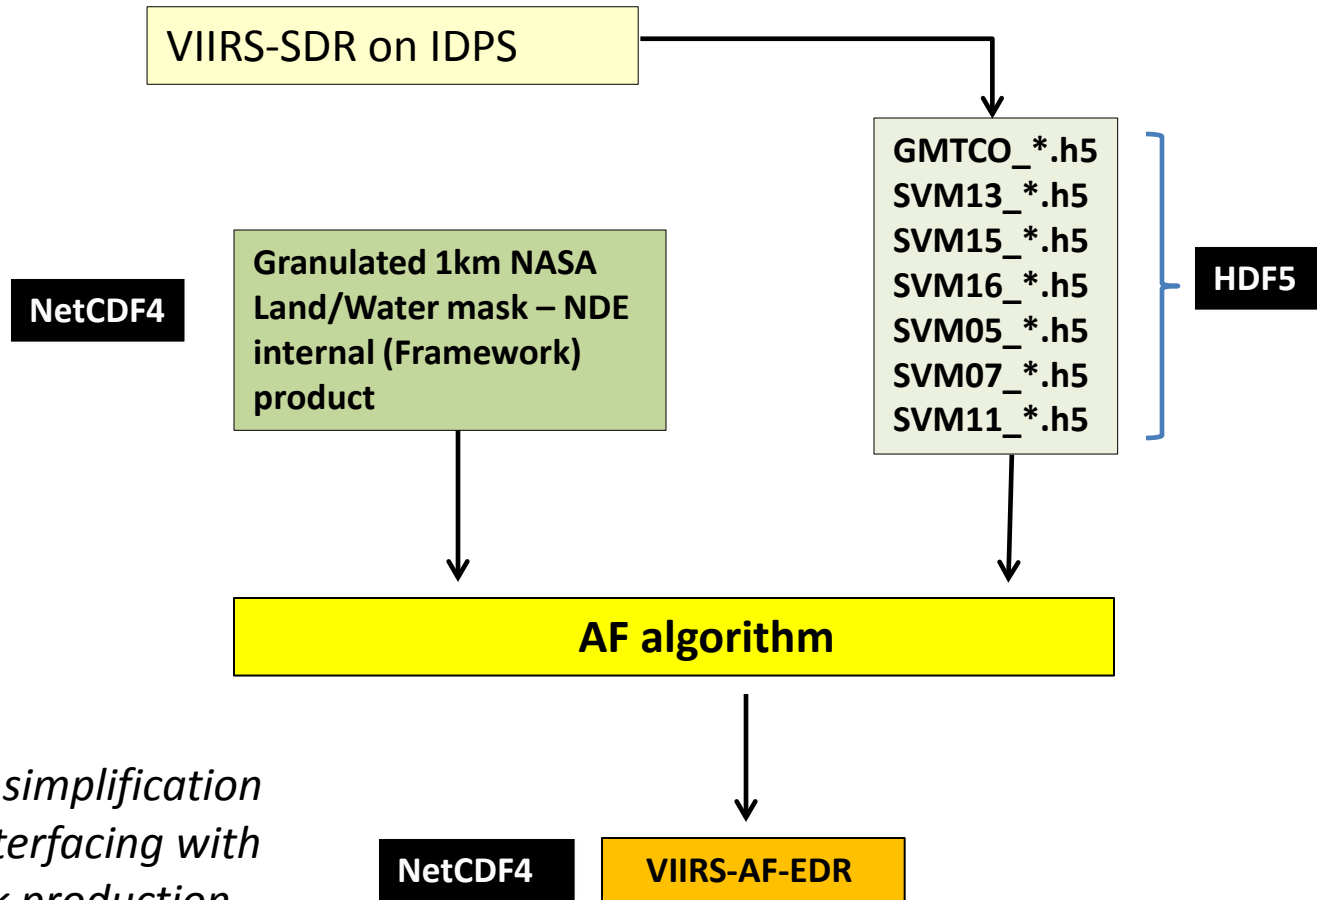 VIIRS-SDR on IDPS
GMTCO_*.h5
SVM13_*.h5
SVM15_*.h5
SVM16_*.h5
SVM05_*.h5
SVM07_*.h5
SVM11_*.h5
HDF5
NetCDF4
Granulated 1km NASA
Land/Water mask – NDE
internal (Framework)
product
AF algorithm
simplification
with
production
NetCDF4
VIIRS-AF-EDR